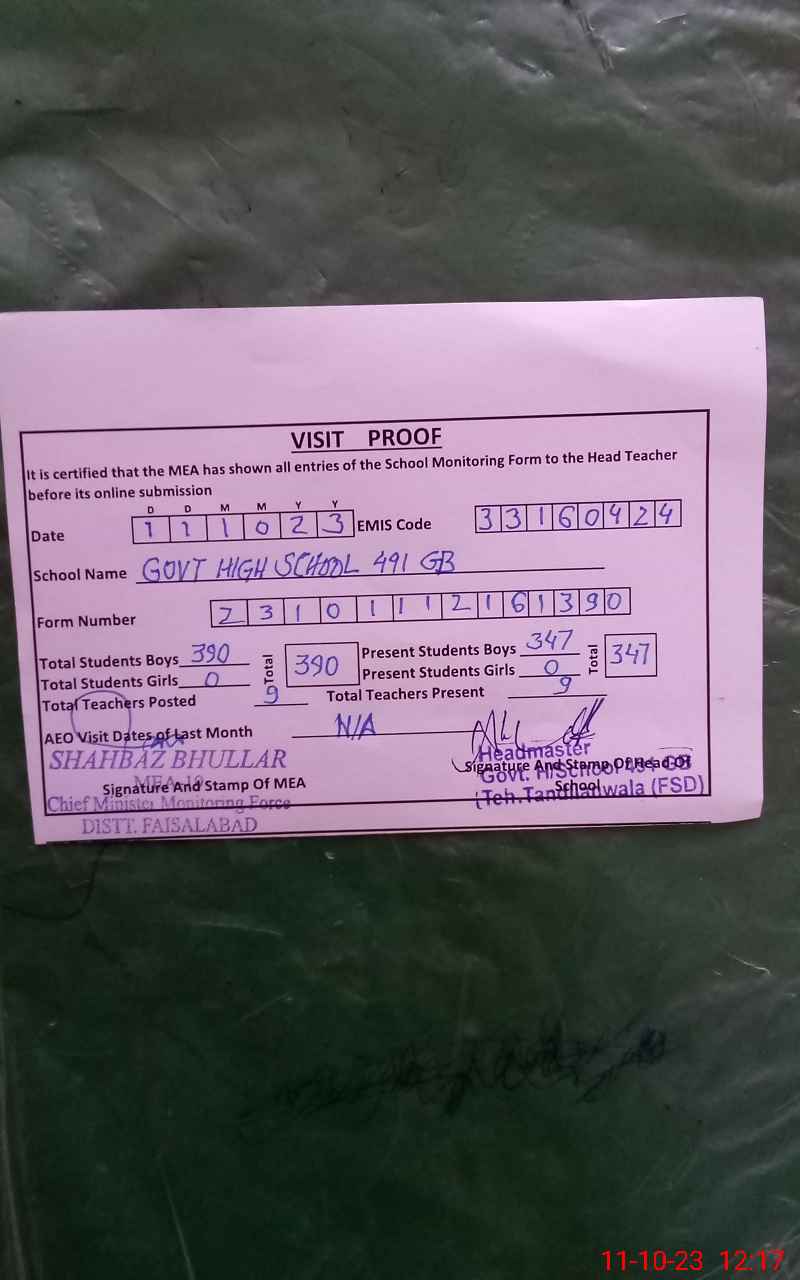 VISIT PROOF
It is certified that the MEA has shown all entries of the School Monitoring Form to the Head Teacher
before its online submission
D D M M Y Y
Date 1 1 1 0 2 3 EMIS Code 3 3 1 6 0 4 2 4
School Name GOVT HIGH SCHOOL 491 GB
Form Number 2 3 1 0 1 1 1 2 1 6 1 3 9 0
Total Students Boys 390 Total 390 Present Students Boys 347 Total 347
Total Students Girls 0 Present Students Girls 0
Total Teachers Posted 9 Total Teachers Present 9
AEO Visit Dates of Last Month N/A
SHAHBAZ BHULLAR Headmaster
Signature And Stamp Of MEA Signature And Stamp Of Head Of
School
Govt. H/School
Chief Minister Monitoring Force (Teh.Tandlianwala (FSD)
DISTT. FAISALABAD
11-10-23 12:17